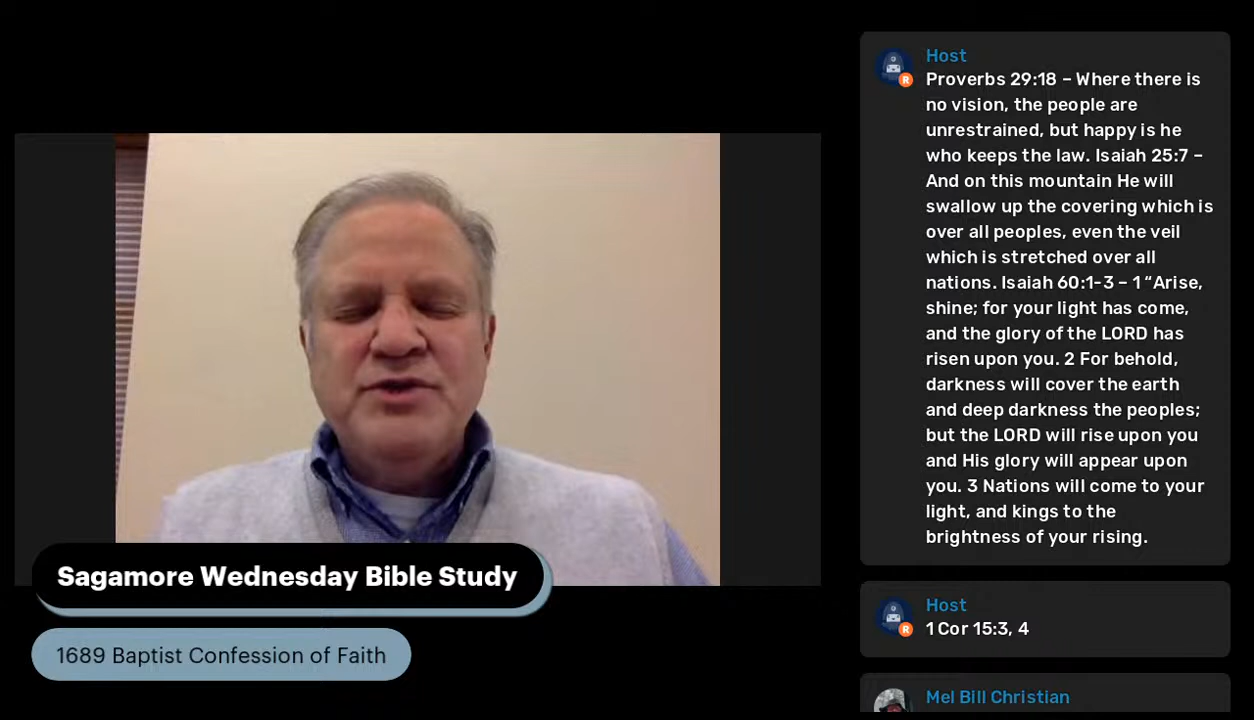 Host
Proverbs 29:18 – Where there is
no vision, the people are
unrestrained, but happy is he
who keeps the law. Isaiah 25:7 –
And on this mountain He will
swallow up the covering which is
over all peoples, even the veil
which is stretched over all
nations. Isaiah 60:1-3 – 1 “Arise,
shine; for your light has come,
and the glory of the LORD has
risen upon you. 2 For behold,
darkness will cover the earth
and deep darkness the peoples;
but the LORD will rise upon you
and His glory will appear upon
you. 3 Nations will come to your
light, and kings to the
brightness of your rising.
Host
1 Cor 15:3, 4
Mel Bill Christian
Sagamore Wednesday Bible Study
1689 Baptist Confession of Faith